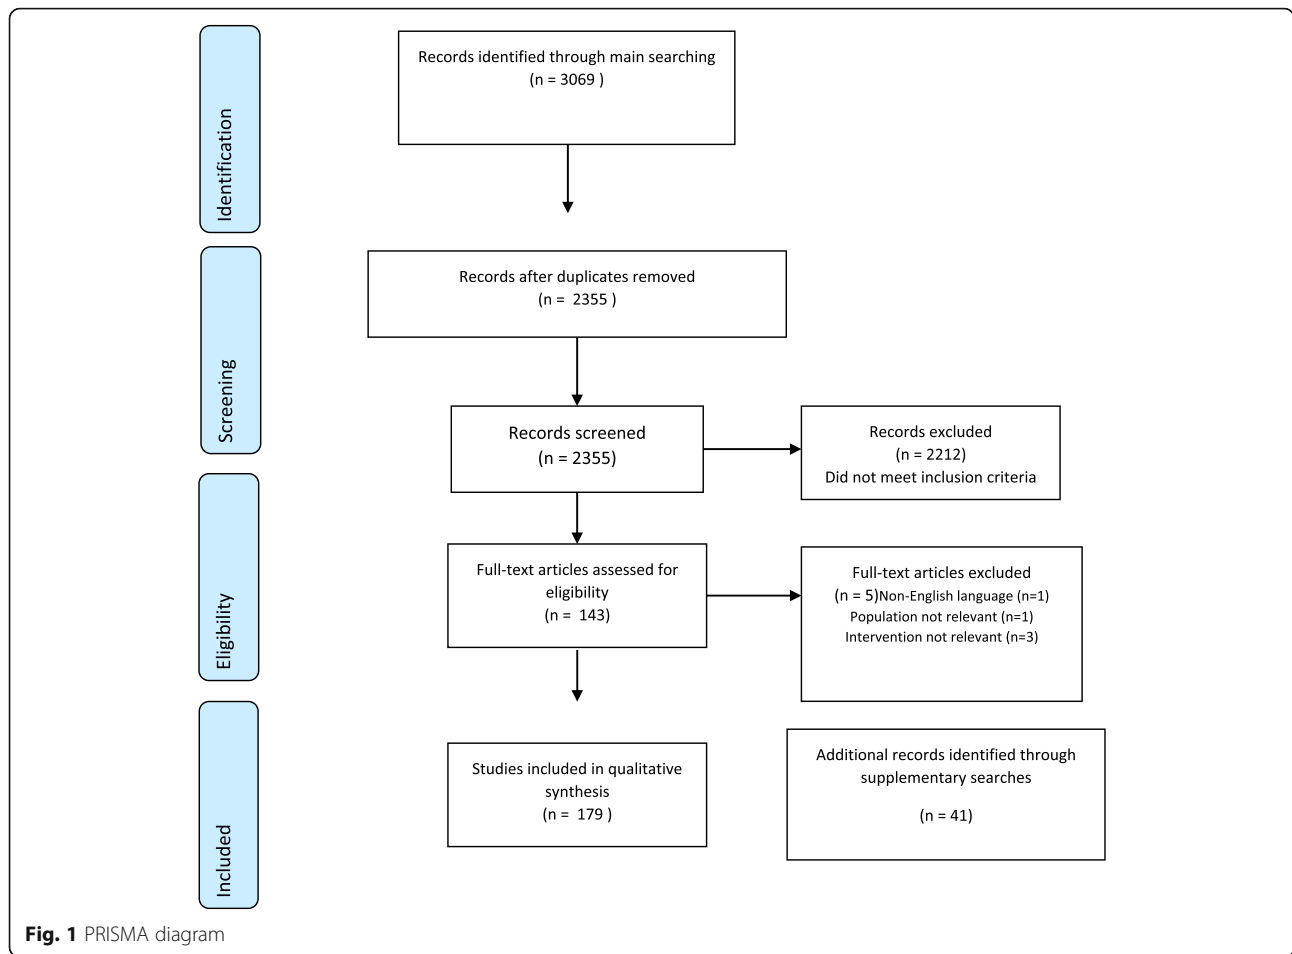 Identification
Records identified through main searching
(n = 3069 )
Screening
Records after duplicates removed
(n = 2355 )
Records screened
(n = 2355)
Records excluded
(n = 2212)
Did not meet inclusion criteria
Eligibility
Full-text articles assessed for
eligibility
(n = 143)
Full-text articles excluded
(n = 5)Non-English language (n=1)
Population not relevant (n=1)
Intervention not relevant (n=3)
Included
Studies included in qualitative
synthesis
(n = 179 )
Additional records identified through
supplementary searches
(n = 41)
Fig. 1 PRISMA diagram